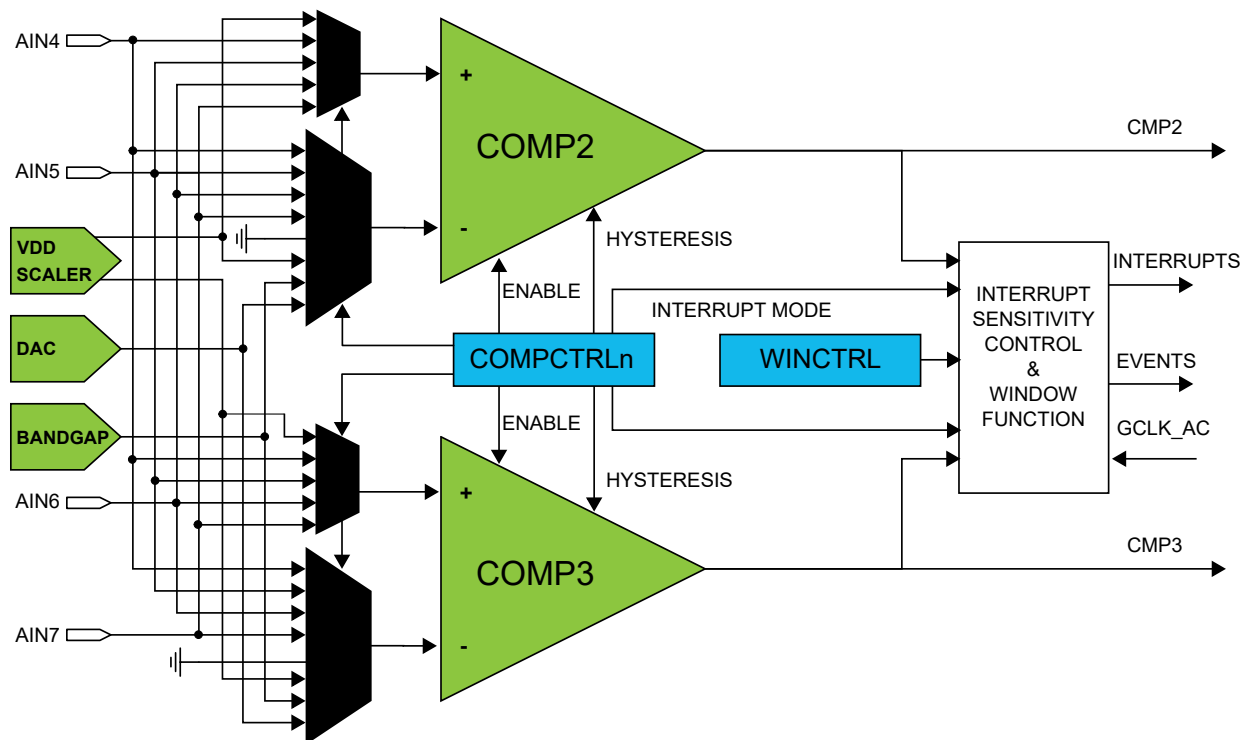 AIN4
+
COMP2
CMP2
AIN5
-
HYSTERESIS
VDD
SCALER
ENABLE
INTERRUPT MODE
INTERRUPTS
INTERRUPT
SENSITIVITY
CONTROL
&
WINDOW
FUNCTION
DAC
COMPCTRLn
WINCTRL
EVENTS
BANDGAP
ENABLE
GCLK_AC
HYSTERESIS
AIN6
+
COMP3
CMP3
AIN7
-